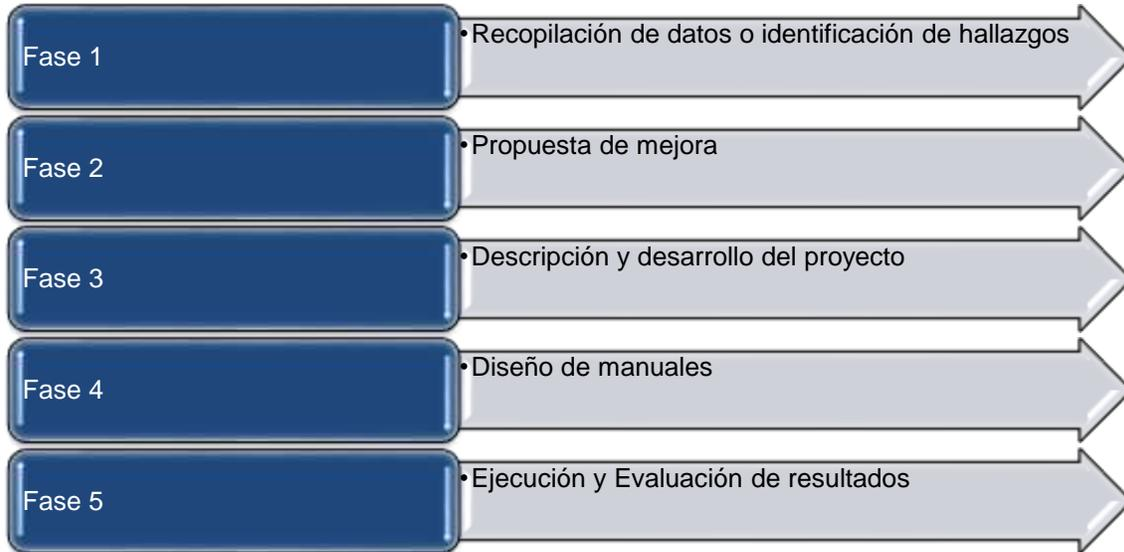 Fase 1
•Recopilación de datos o identificación de hallazgos
Fase 2
•Propuesta de mejora
Fase 3
•Descripción y desarrollo del proyecto
Fase 4
•Diseño de manuales
Fase 5
•Ejecución y Evaluación de resultados